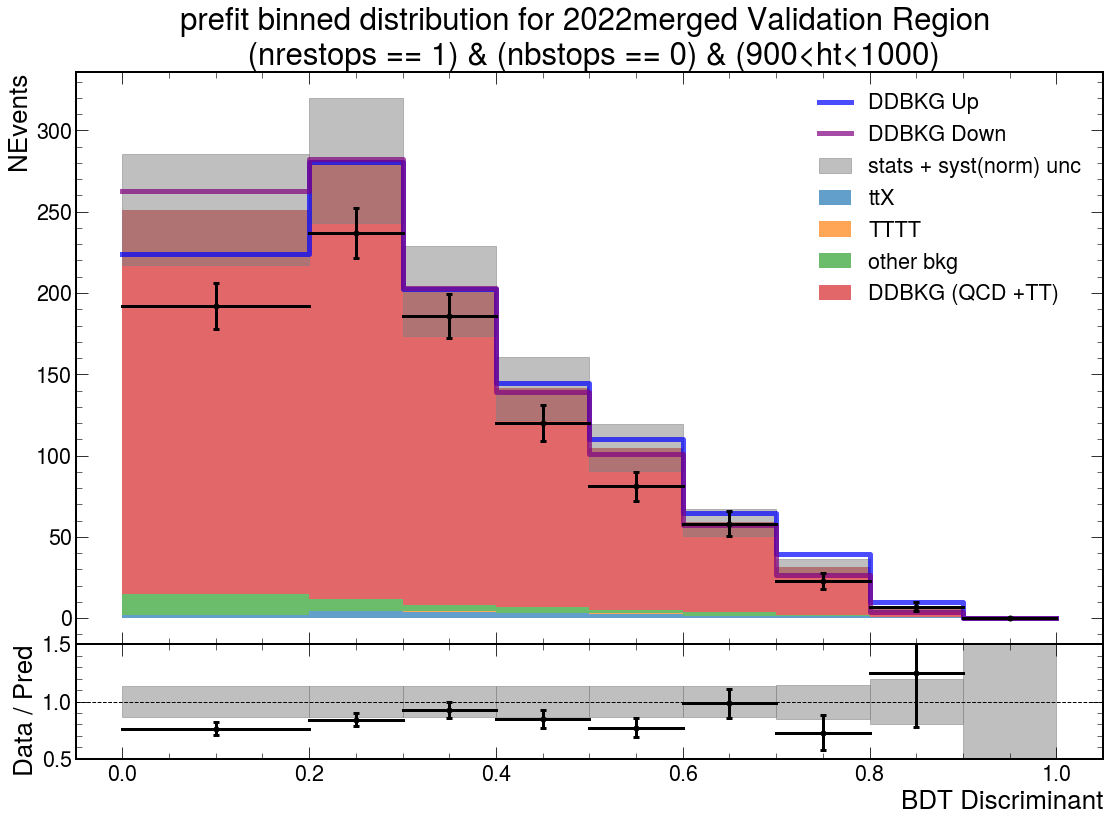 prefit binned distribution for 2022merged Validation Region
(nrestops == 1) & (nbstops == 0) & (900<ht<1000)
NEvents
300
250
200
150
100
50
0
DDBKG Up
DDBKG Down
stats + syst(norm) unc
ttX
TTTT
other bkg
DDBKG (QCD +TT)
Data / Pred
1.5
1.0
0.5
0.0
0.2
0.4
0.6
0.8
1.0
BDT Discriminant